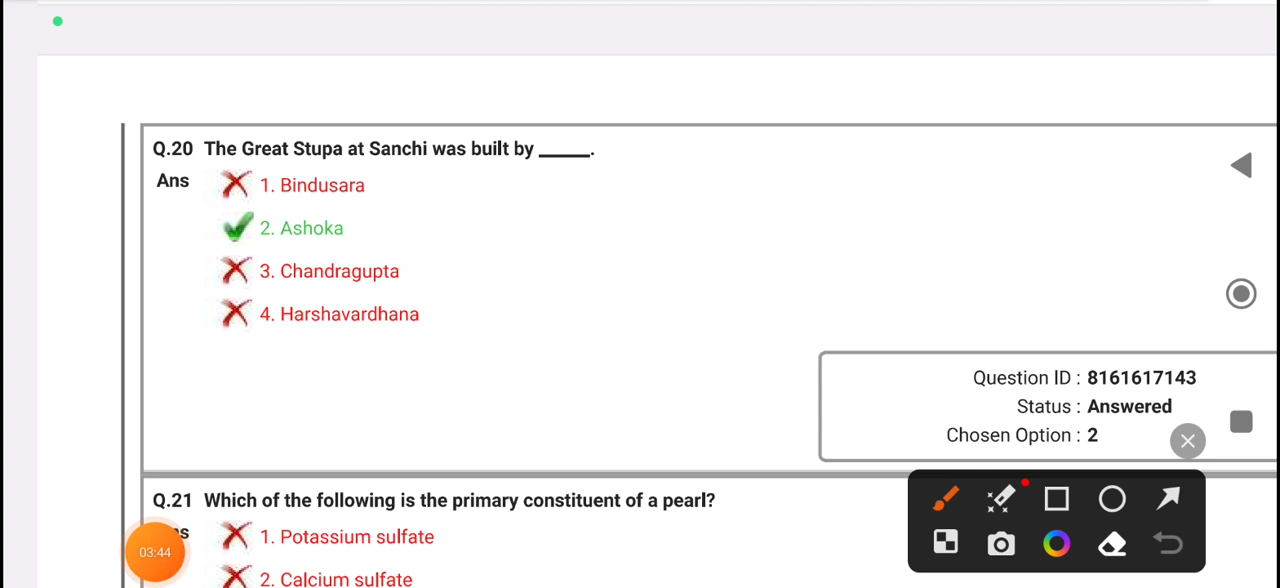 Q.20 The Great Stupa at Sanchi was built by _____.
Ans
1. Bindusara
2. Ashoka
3. Chandragupta
4. Harshavardhana
Question ID : 8161617143
Status : Answered
Chosen Option : 2
Q.21 Which of the following is the primary constituent of a pearl?
1. Potassium sulfate
2. Calcium sulfate
03:44